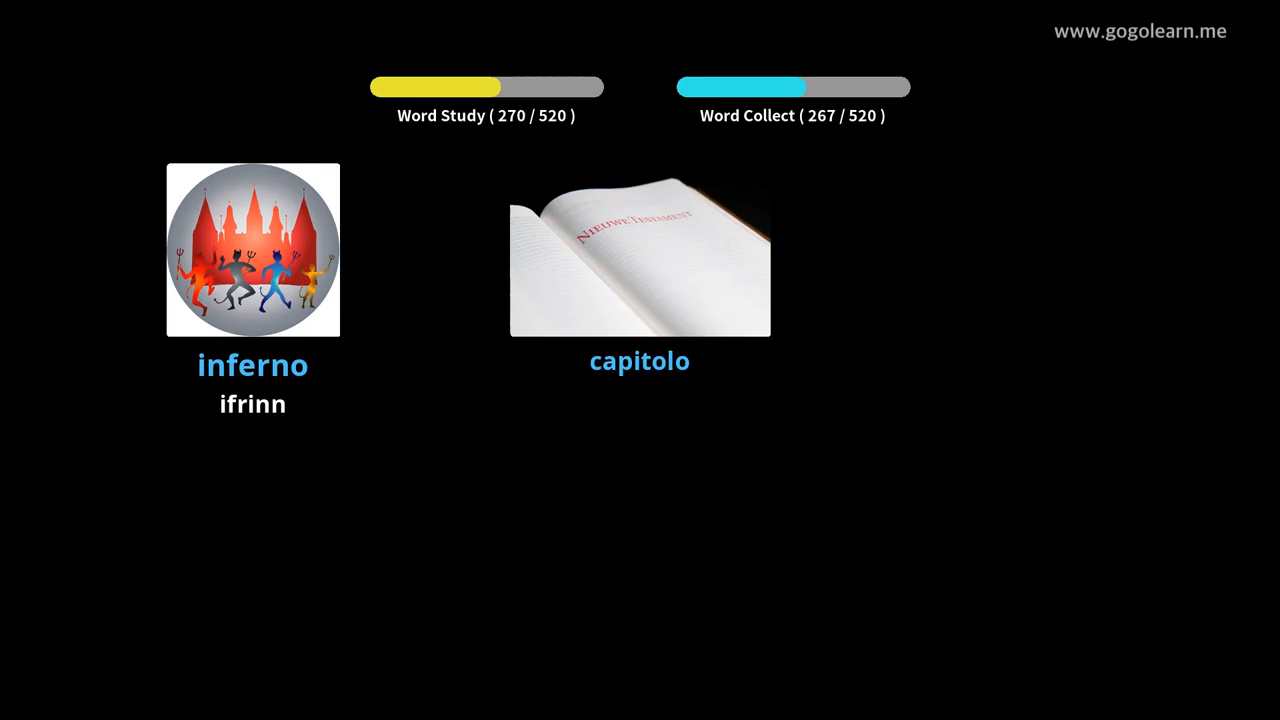 www.gogolearn.me
Word Study ( 270 / 520 )
Word Collect ( 267 / 520 )
NIEUWE TESTAMENT
inferno
capitolo
ifrinn